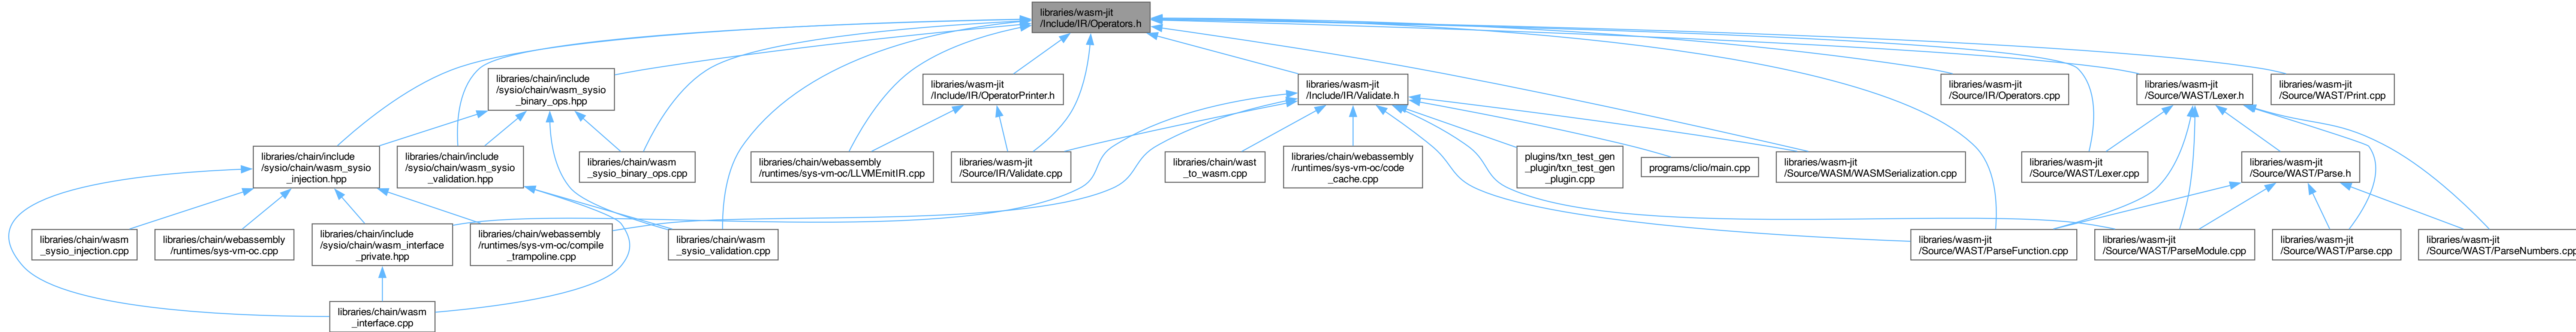 libraries/wasm-jit
/Include/IR/Operators.h
libraries/chain/include
/sysio/chain/wasm_sysio
_binary_ops.hpp
libraries/wasm-jit
/Include/IR/OperatorPrinter.h
libraries/wasm-jit
/Include/IR/Validate.h
libraries/wasm-jit
/Source/IR/Operators.cpp
libraries/wasm-jit
/Source/WAST/Lexer.h
libraries/wasm-jit
/Source/WAST/Print.cpp
libraries/chain/include
/sysio/chain/wasm_sysio
_injection.hpp
libraries/chain/include
/sysio/chain/wasm_sysio
_validation.hpp
libraries/chain/wasm
_sysio_binary_ops.cpp
libraries/chain/webassembly
/runtimes/sys-vm-oc/LLVMEmitIR.cpp
libraries/wasm-jit
/Source/IR/Validate.cpp
libraries/chain/wast
_to_wasm.cpp
libraries/chain/webassembly
/runtimes/sys-vm-oc/code
_cache.cpp
plugins/txn_test_gen
_plugin/txn_test_gen
_plugin.cpp
programs/clio/main.cpp
libraries/wasm-jit
/Source/WASM/WASMSerialization.cpp
libraries/wasm-jit
/Source/WAST/Lexer.cpp
libraries/wasm-jit
/Source/WAST/Parse.h
libraries/chain/wasm
_sysio_injection.cpp
libraries/chain/webassembly
/runtimes/sys-vm-oc.cpp
libraries/chain/include
/sysio/chain/wasm_interface
_private.hpp
libraries/chain/webassembly
/runtimes/sys-vm-oc/compile
_trampoline.cpp
libraries/chain/wasm
_sysio_validation.cpp
libraries/wasm-jit
/Source/WAST/ParseFunction.cpp
libraries/wasm-jit
/Source/WAST/ParseModule.cpp
libraries/wasm-jit
/Source/WAST/Parse.cpp
libraries/wasm-jit
/Source/WAST/ParseNumbers.cpp
libraries/chain/wasm
_interface.cpp